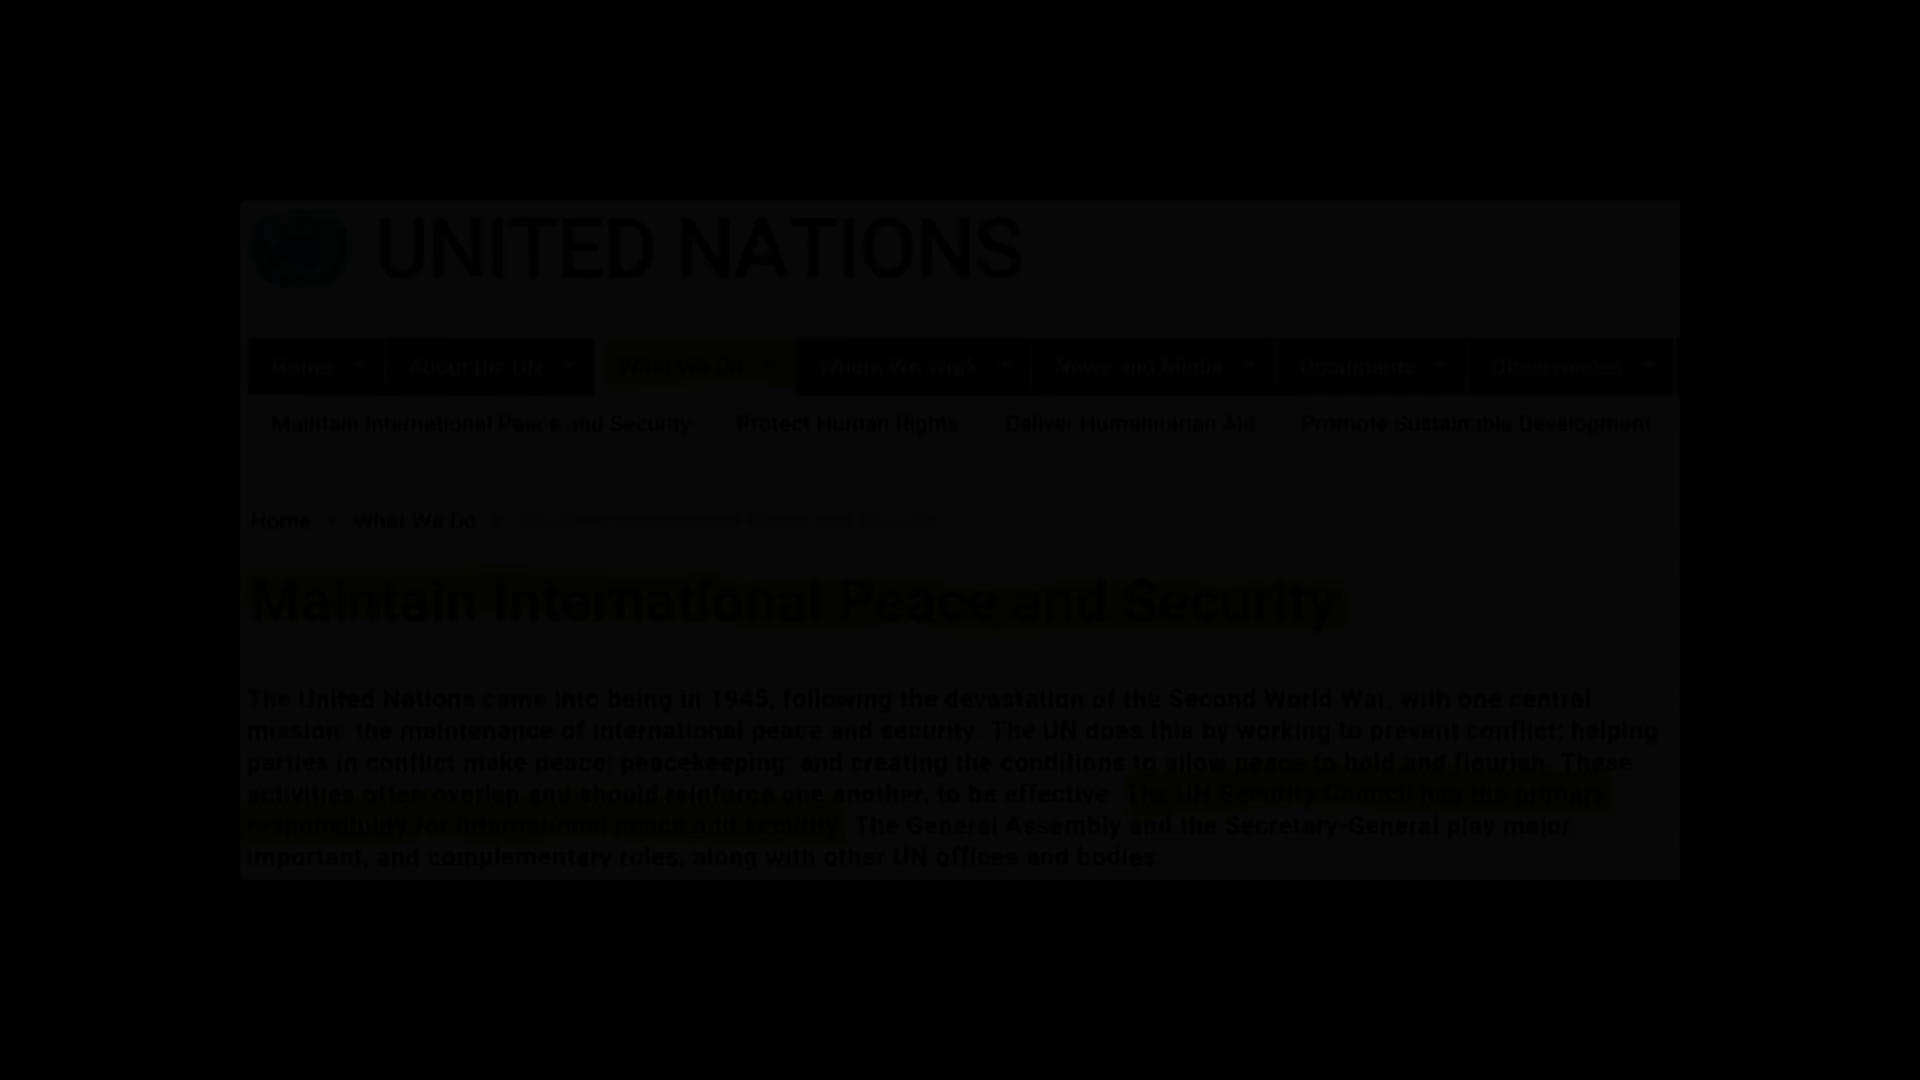 UNITED NATIONS
Home About the UN What We Do Where We Work News and Media Documents Observances
Maintain International Peace and Security Protect Human Rights Deliver Humanitarian Aid Promote Sustainable Development
Home What We Do Maintain International Peace and Security
Maintain International Peace and Security
The United Nations came into being in 1945, following the devastation of the Second World War, with one central
mission: the maintenance of international peace and security. The UN does this by working to prevent conflict; helping
parties in conflict make peace; peacekeeping; and creating the conditions to allow peace to hold and flourish. These
activities often overlap and should reinforce one another, to be effective. The UN Security Council has the primary
responsibility for international peace and security. The General Assembly and the Secretary-General play major,
important, and complementary roles, along with other UN offices and bodies.